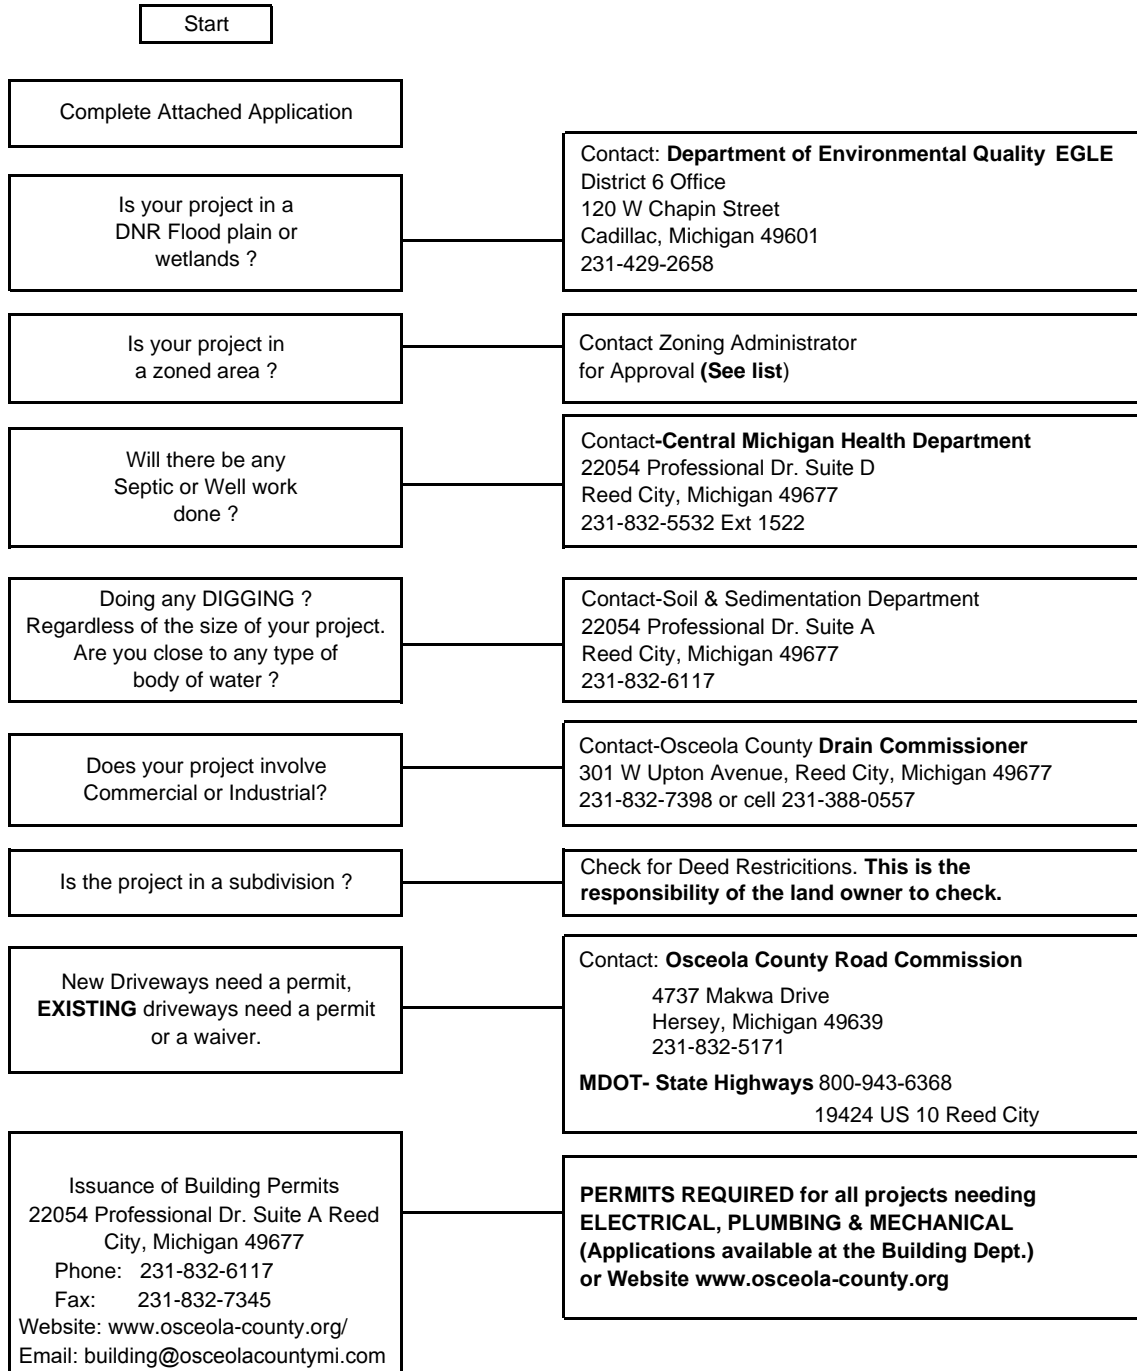 Start
Complete Attached Application
Is your project in a
DNR Flood plain or
wetlands ?
Contact: Department of Environmental Quality EGLE
District 6 Office
120 W Chapin Street
Cadillac, Michigan 49601
231-429-2658
Is your project in
a zoned area ?
Contact Zoning Administrator
for Approval (See list)
Will there be any
Septic or Well work
done ?
Contact-Central Michigan Health Department
22054 Professional Dr. Suite D
Reed City, Michigan 49677
231-832-5532 Ext 1522
Doing any DIGGING ?
Regardless of the size of your project.
Are you close to any type of
body of water ?
Contact-Soil & Sedimentation Department
22054 Professional Dr. Suite A
Reed City, Michigan 49677
231-832-6117
Does your project involve
Commercial or Industrial?
Contact-Osceola County Drain Commissioner
301 W Upton Avenue, Reed City, Michigan 49677
231-832-7398 or cell 231-388-0557
Is the project in a subdivision ?
Check for Deed Restricitions. This is the
responsibility of the land owner to check.
New Driveways need a permit,
EXISTING driveways need a permit
or a waiver.
Contact: Osceola County Road Commission
4737 Makwa Drive
Hersey, Michigan 49639
231-832-5171
MDOT- State Highways 800-943-6368
19424 US 10 Reed City
Issuance of Building Permits
22054 Professional Dr. Suite A Reed
City, Michigan 49677
Phone: 231-832-6117
Fax: 231-832-7345
Website: www.osceola-county.org/
Email: building@osceolacountymi.com
PERMITS REQUIRED for all projects needing
ELECTRICAL, PLUMBING & MECHANICAL
(Applications available at the Building Dept.)
or Website www.osceola-county.org